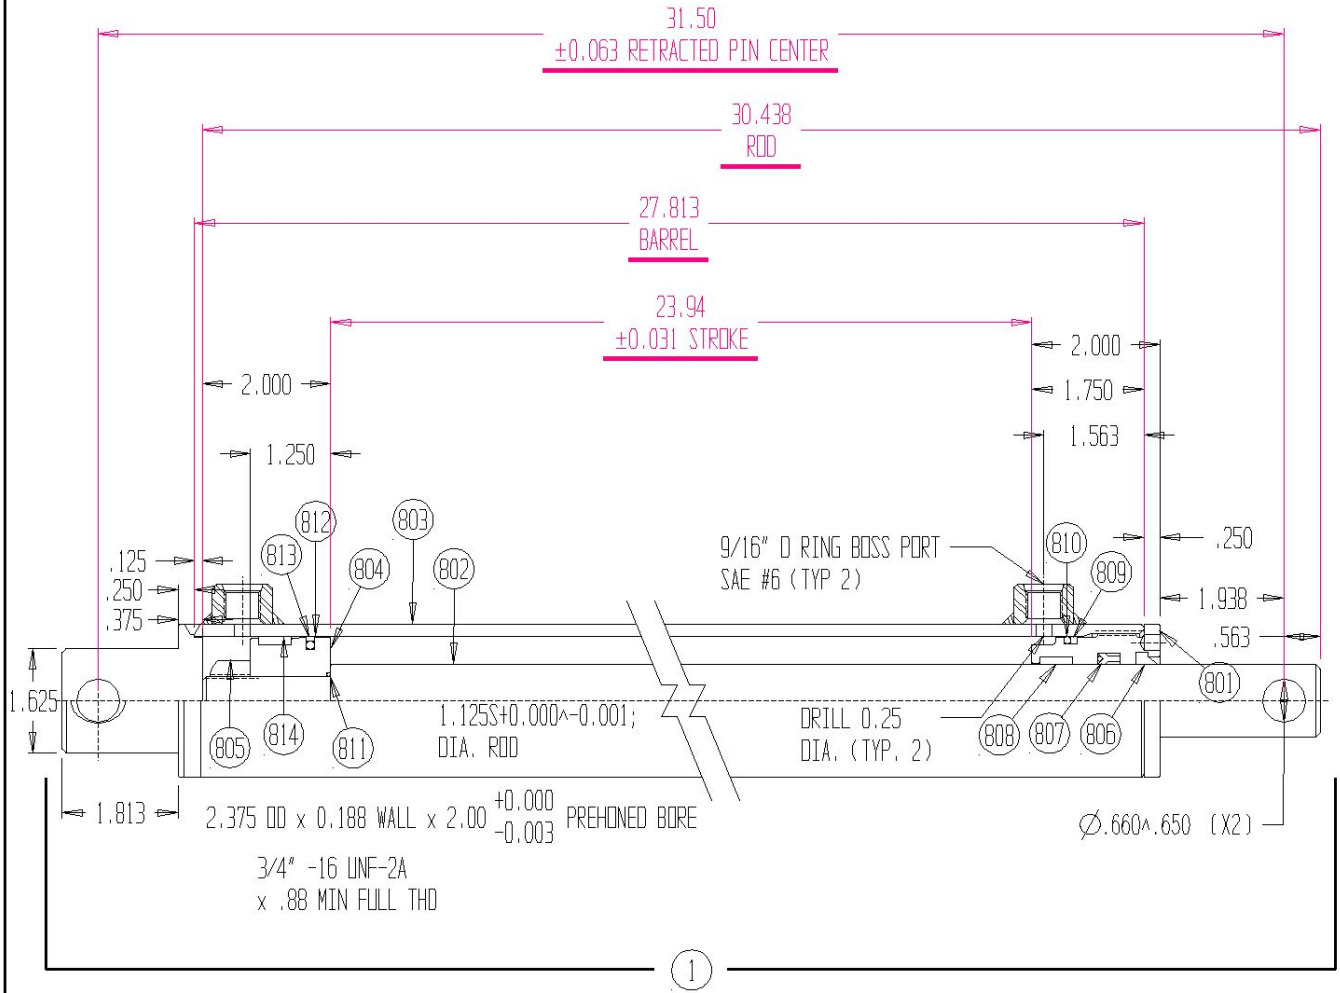 31.50
±0.063 RETRACTED PIN CENTER
30.438
ROD
27.813
BARREL
23.94
±0.031 STROKE
2.000
2.000
1.750
1.563
1.250
812
803
813
804
802
9/16" O RING BOSS PORT
SAE #6 (TYP 2)
810
809
.250
.125
.250
.375
1.938
.563
1.625
801
805
814
811
1.125S+0.000^-0.001;
DIA. ROD
DRILL 0.25
DIA. (TYP. 2)
808
807
806
1.813
2.375 OD x 0.188 WALL x 2.00 +0.000 -0.003 PREHONED BORE
Ø.660^.650 (X2)
3/4" -16 UNF-2A
x .88 MIN FULL THD
1